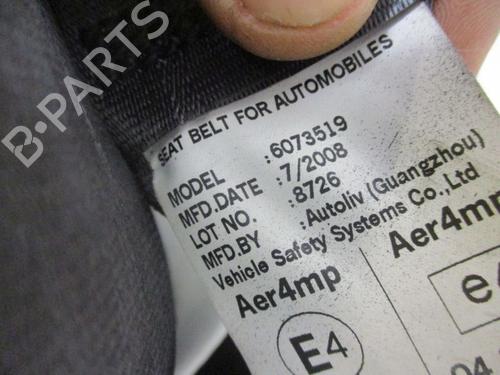 B-PARTS
SEAT BELT FOR AUTOMOBILES
MODEL :6073519
MFD.DATE :7/2008
LOT NO. :8726
MFD.BY :Autoliv (Guangzhou)
Vehicle Safety Systems Co.,Ltd
Aer4mp Aer4mp
E4 e4
04